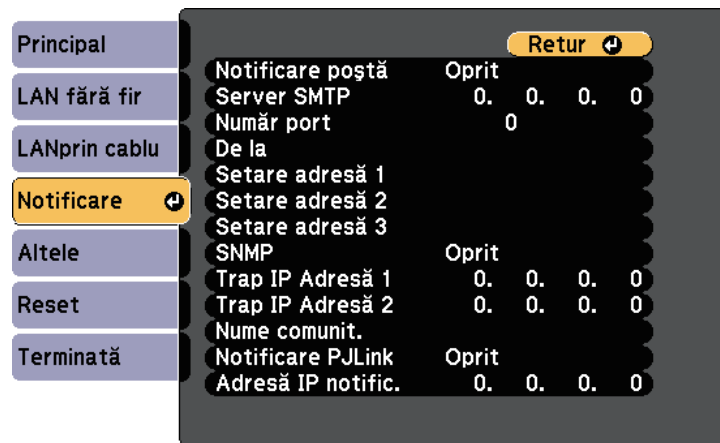 Principal
LAN fără fir
LANprin cablu
Notificare
Altele
Reset
Terminată
Retur
Notificare poştă Oprit
Server SMTP 0. 0. 0. 0
Număr port 0
De la
Setare adresă 1
Setare adresă 2
Setare adresă 3
SNMP Oprit
Trap IP Adresă 1 0. 0. 0. 0
Trap IP Adresă 2 0. 0. 0. 0
Nume comunit.
Notificare PJLink Oprit
Adresă IP notific. 0. 0. 0. 0